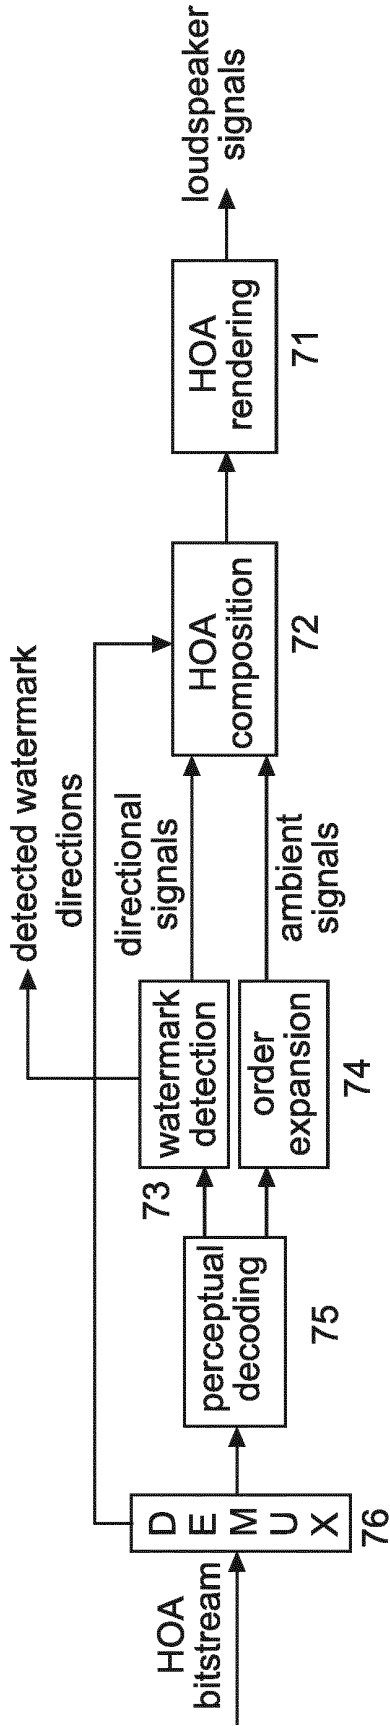 HOA
bitstream
D
E
M
U
X
76
perceptual
decoding
75
watermark
detection
73
order
expansion
74
detected watermark
directions
directional
signals
ambient
signals
HOA
composition
72
HOA
rendering
71
loudspeaker
signals